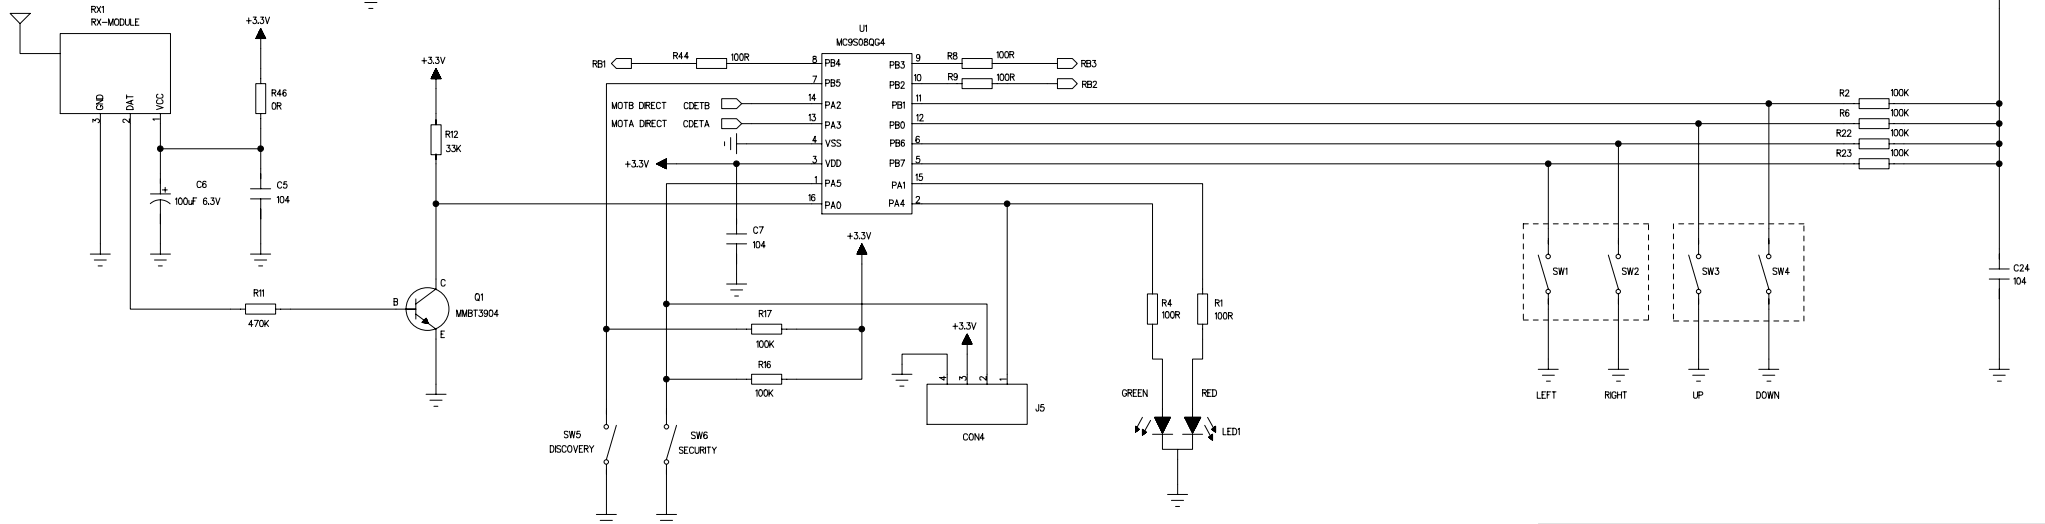 RX1
RX-MODULE
GND
DAT
VCC
3
2
1
+3.3V
R46
0R
C6
+
100uF 6.3V
C5
104
R11
470K
+3.3V
R12
33K
B
C
E
Q1
MMBT3904
U1
MC9S08QG4
RB1
R44
100R
8
PB4
7
PB5
MOTB DIRECT
CDETB
14
PA2
MOTA DIRECT
CDETA
13
PA3
4
VSS
+3.3V
3
VDD
1
PA5
16
PA0
PB3
9
R8
100R
RB3
PB2
10
R9
100R
RB2
PB1
11
PB0
12
PB6
6
PB7
5
PA1
15
PA4
2
C7
104
+3.3V
R17
100K
R16
100K
SW5
DISCOVERY
SW6
SECURITY
+3.3V
4
3
2
1
J5
CON4
R4
100R
R1
100R
GREEN
RED
LED1
R2
100K
R6
100K
R22
100K
R23
100K
SW1
SW2
SW3
SW4
LEFT
RIGHT
UP
DOWN
C24
104